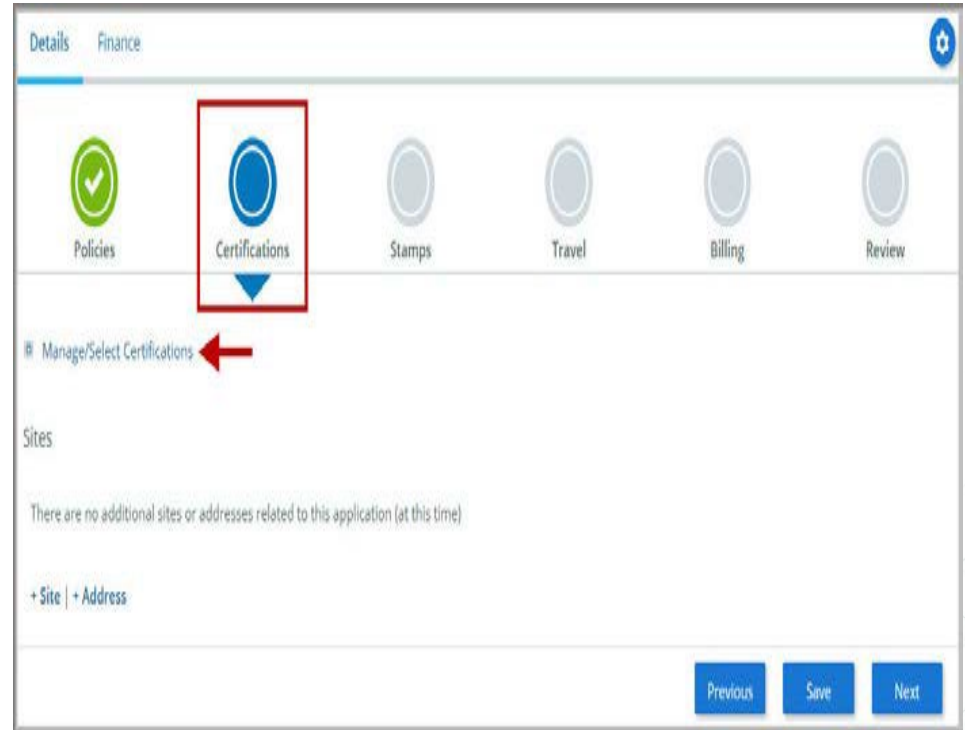 Details Finance
Policies Certifications Stamps Travel Billing Review
Manage/Select Certifications
Sites
There are no additional sites or addresses related to this application (at this time)
+ Site | + Address
Previous Save Next